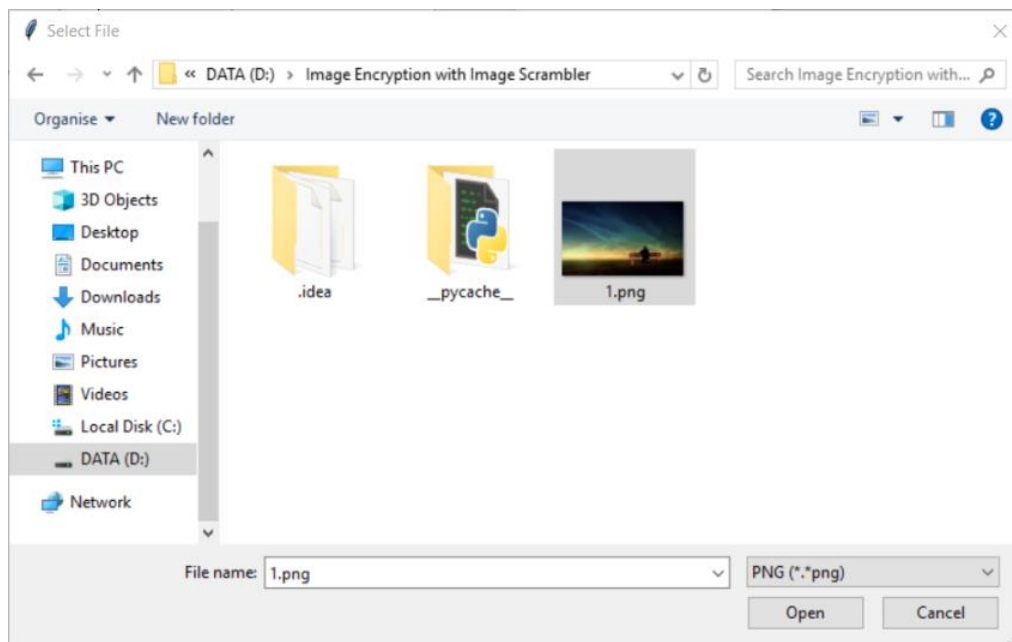 Select File
« DATA (D:) › Image Encryption with Image Scrambler
Search Image Encryption with...
Organise
New folder
This PC
3D Objects
Desktop
Documents
Downloads
Music
Pictures
Videos
Local Disk (C:)
DATA (D:)
Network
.idea
__pycache__
1.png
File name: 1.png
PNG (*.*png)
Open
Cancel